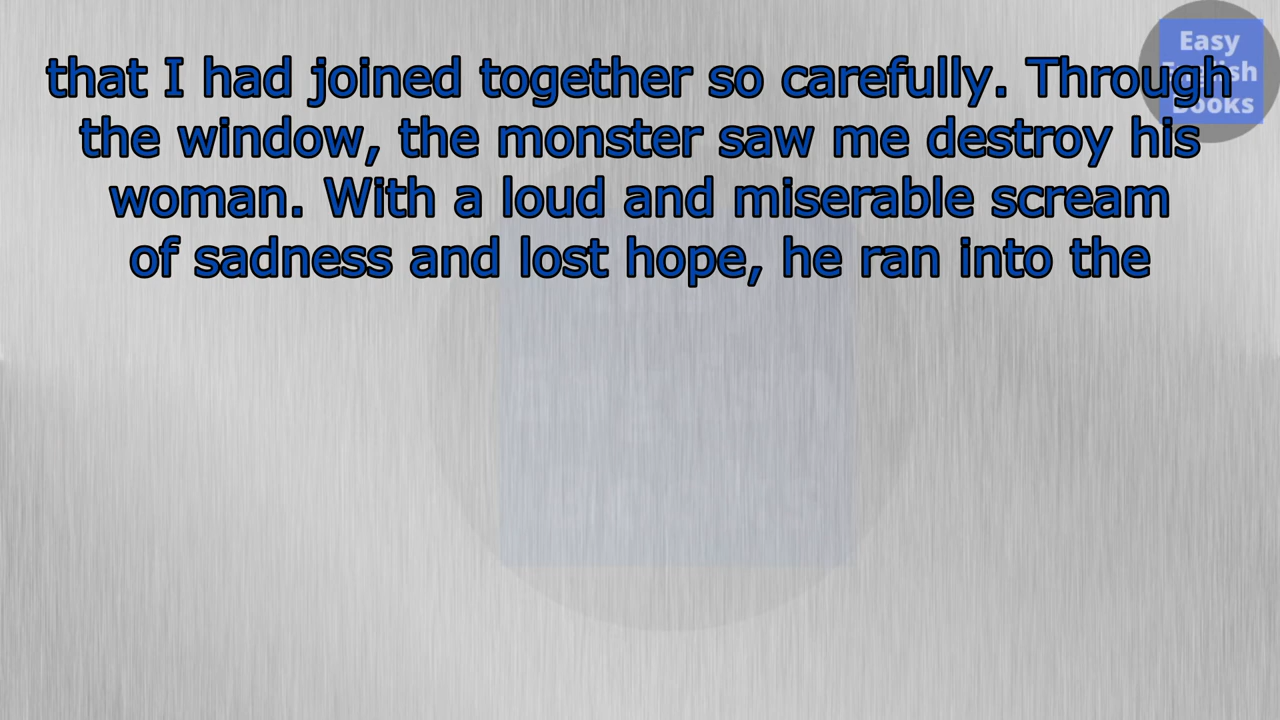 that I had joined together so carefully. Through
the window, the monster saw me destroy his
woman. With a loud and miserable scream
of sadness and lost hope, he ran into the
Easy
English
Books